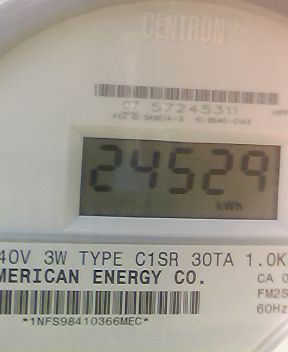 CENTRON®
C7 57245311
24529
kWh
40V 3W TYPE C1SR 30TA 1.0K
MERICAN ENERGY CO.
CA 0
FM2S
60Hz
*1NFS98410366MEC*